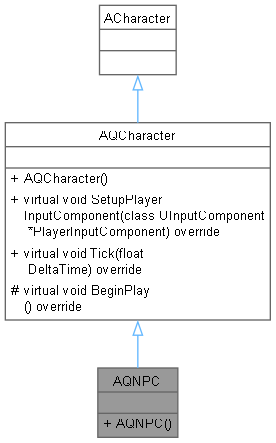 ACharacter
AQCharacter
+ AQCharacter()
+ virtual void SetupPlayer
InputComponent(class UInputComponent
*PlayerInputComponent) override
+ virtual void Tick(float
DeltaTime) override
# virtual void BeginPlay
() override
AQNPC
+ AQNPC()